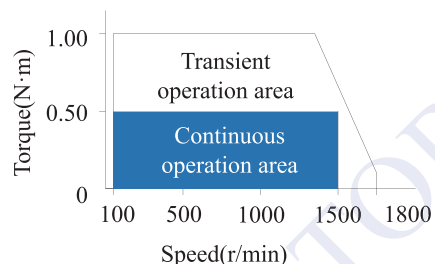 Torque(N·m)
1.00
0.50
0
Transient
operation area
Continuous
operation area
100 500 1000 1500 1800
Speed(r/min)
TOR